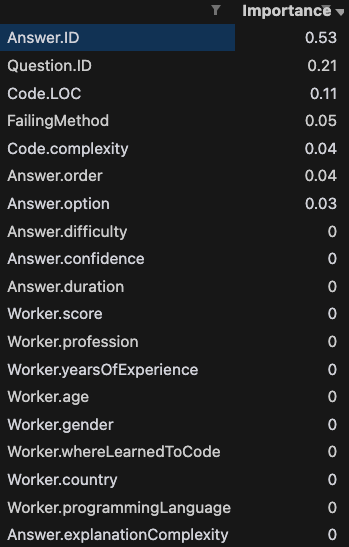 Importance
Answer.ID 0.53
Question.ID 0.21
Code.LOC 0.11
FailingMethod 0.05
Code.complexity 0.04
Answer.order 0.04
Answer.option 0.03
Answer.difficulty 0
Answer.confidence 0
Answer.duration 0
Worker.score 0
Worker.profession 0
Worker.yearsOfExperience 0
Worker.age 0
Worker.gender 0
Worker.whereLearnedToCode 0
Worker.country 0
Worker.programmingLanguage 0
Answer.explanationComplexity 0